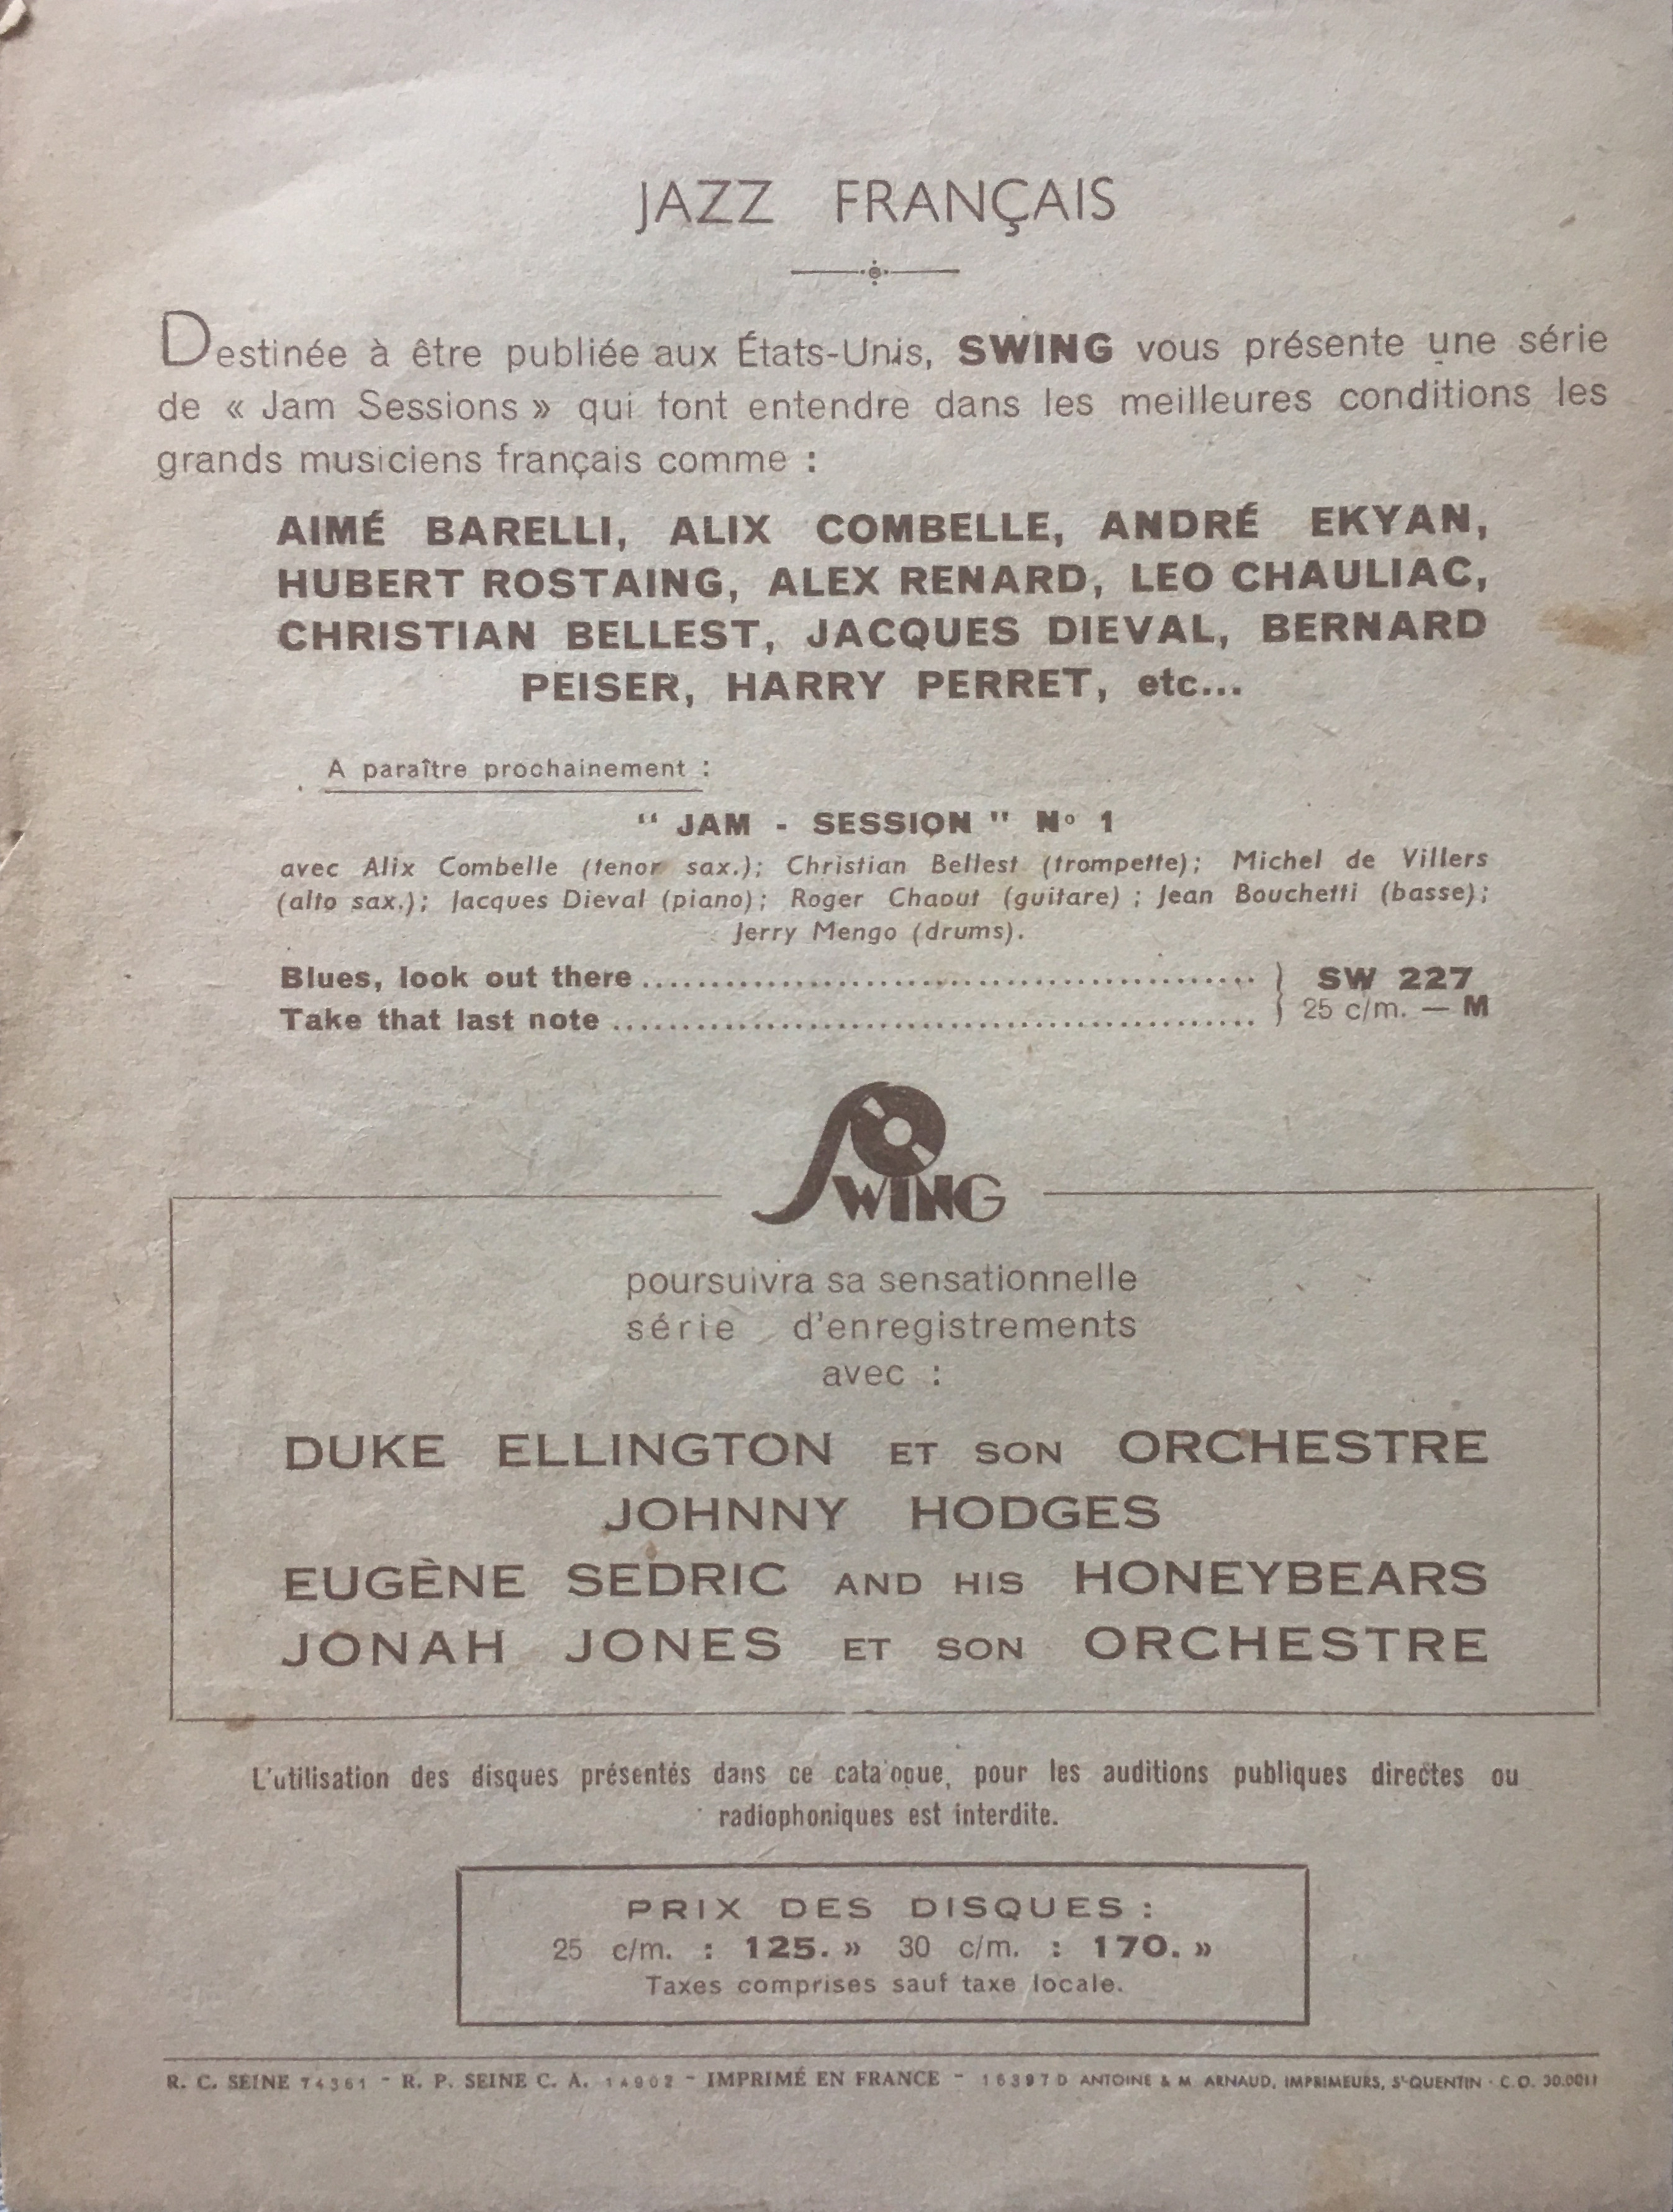 JAZZ FRANÇAIS
Destinée à être publiée aux États-Unis, SWING vous présente une série
de « Jam Sessions » qui font entendre dans les meilleures conditions les
grands musiciens français comme :
AIMÉ BARELLI, ALIX COMBELLE, ANDRÉ EKYAN,
HUBERT ROSTAING, ALEX RENARD, LEO CHAULIAC,
CHRISTIAN BELLEST, JACQUES DIEVAL, BERNARD
PEISER, HARRY PERRET, etc...
A paraître prochainement :
" JAM - SESSION " Nº 1
avec Alix Combelle (tenor sax.); Christian Bellest (trompette); Michel de Villers
(alto sax.); Jacques Dieval (piano); Roger Chaout (guitare) ; Jean Bouchetti (basse);
Jerry Mengo (drums).
Blues, look out there ............................................. } SW 227
Take that last note ............................................... } 25 c/m. — M
SWING
poursuivra sa sensationnelle
série d'enregistrements
avec :
DUKE ELLINGTON ET SON ORCHESTRE
JOHNNY HODGES
EUGÈNE SEDRIC AND HIS HONEYBEARS
JONAH JONES ET SON ORCHESTRE
L'utilisation des disques présentés dans ce catalogue, pour les auditions publiques directes ou
radiophoniques est interdite.
PRIX DES DISQUES :
25 c/m. : 125. » 30 c/m. : 170. »
Taxes comprises sauf taxe locale.
R. C. SEINE 74361 - R. P. SEINE C. A. 14902 - IMPRIMÉ EN FRANCE - 16397 D ANTOINE & M ARNAUD, IMPRIMEURS, St-QUENTIN - C.O. 30.0011